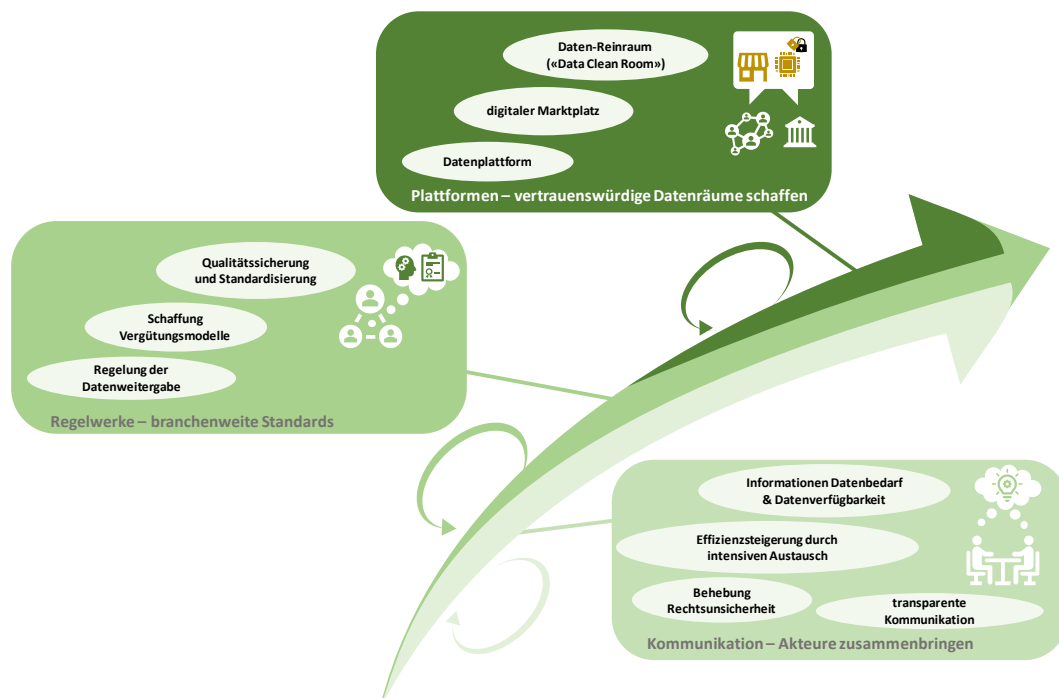 Daten-Reinraum
(«Data Clean Room»)
digitaler Marktplatz
Datenplattform
Plattformen – vertrauenswürdige Datenräume schaffen
Qualitätssicherung
und Standardisierung
Schaffung
Vergütungsmodelle
Regelung der
Datenweitergabe
Regelwerke – branchenweite Standards
Informationen Datenbedarf
& Datenverfügbarkeit
Effizienzsteigerung durch
intensiven Austausch
Behebung
Rechtsunsicherheit
transparente
Kommunikation
Kommunikation – Akteure zusammenbringen